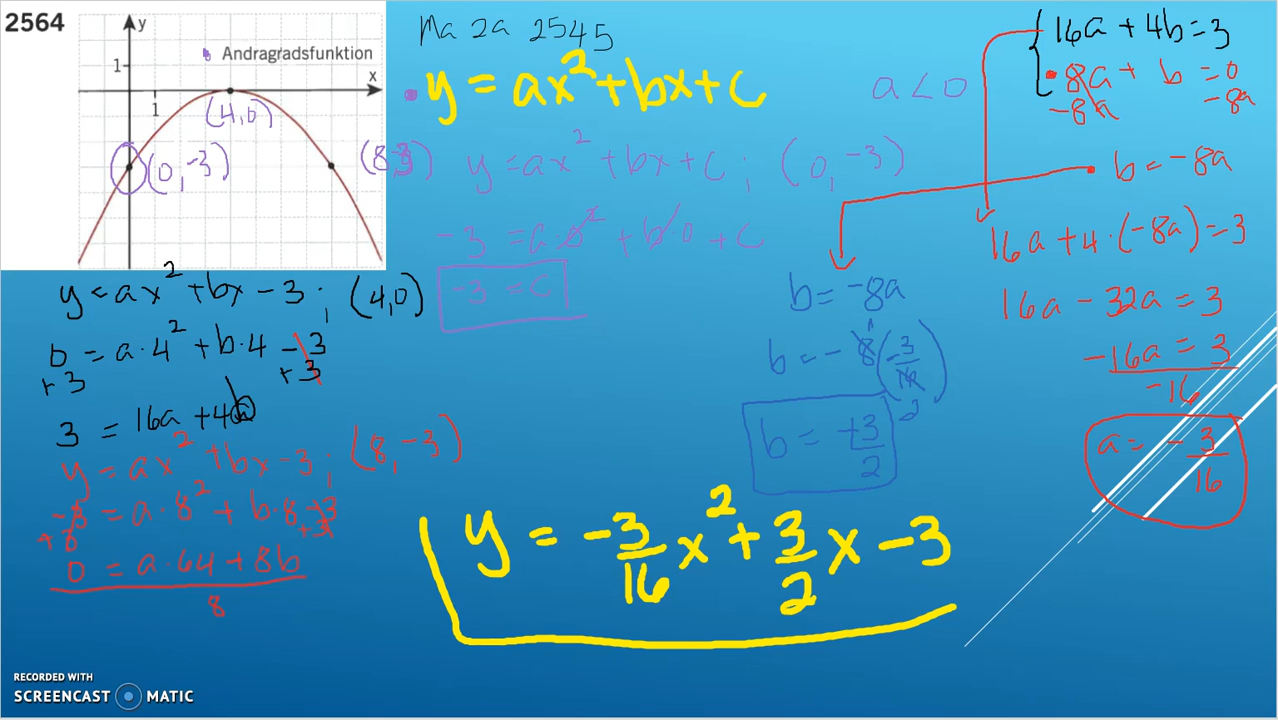 2564
y
Andragradsfunktion
1
x
1
(4,0)
(0,-3)
(8,-3)
Ma 2a 2545
y = ax² + bx + c
a < 0
y = ax² + bx + c ; (0,-3)
-3 = a·0² + b·0 + c
-3 = c
y = ax² + bx - 3 ; (4,0)
0 = a·4² + b·4 - 3
+3 +3
3 = 16a + 4b
y = ax² + bx - 3 ; (8,-3)
-3 = a·8² + b·8 - 3
+3 +3
0 = a·64 + 8b
8
16a + 4b = 3
8a + b = 0
-8a -8a
b = -8a
16a + 4·(-8a) = 3
16a - 32a = 3
-16a = 3
-16
a = -3/16
b = -8a
b = -8(-3/16)
2
b = +3/2
y = -3/16 x² + 3/2 x - 3
RECORDED WITH
SCREENCAST MATIC